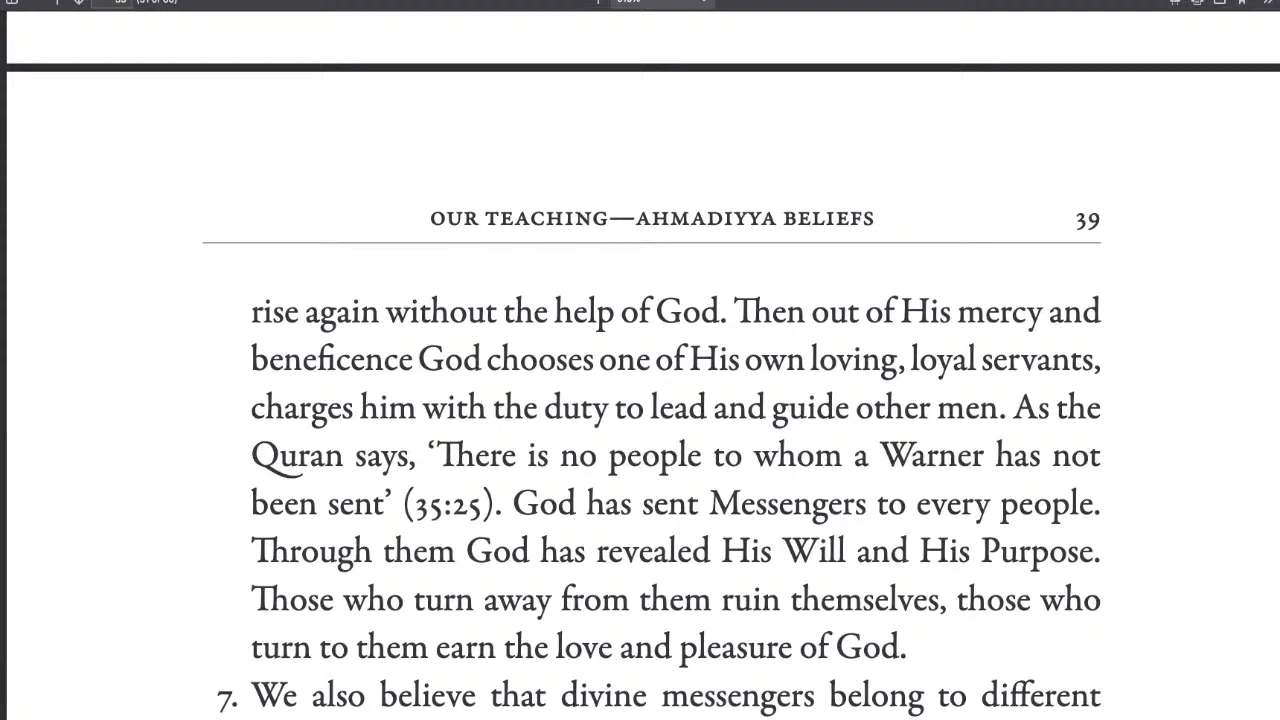 OUR TEACHING—AHMADIYYA BELIEFS 39
rise again without the help of God. Then out of His mercy and
beneficence God chooses one of His own loving, loyal servants,
charges him with the duty to lead and guide other men. As the
Quran says, ‘There is no people to whom a Warner has not
been sent’ (35:25). God has sent Messengers to every people.
Through them God has revealed His Will and His Purpose.
Those who turn away from them ruin themselves, those who
turn to them earn the love and pleasure of God.
7. We also believe that divine messengers belong to different